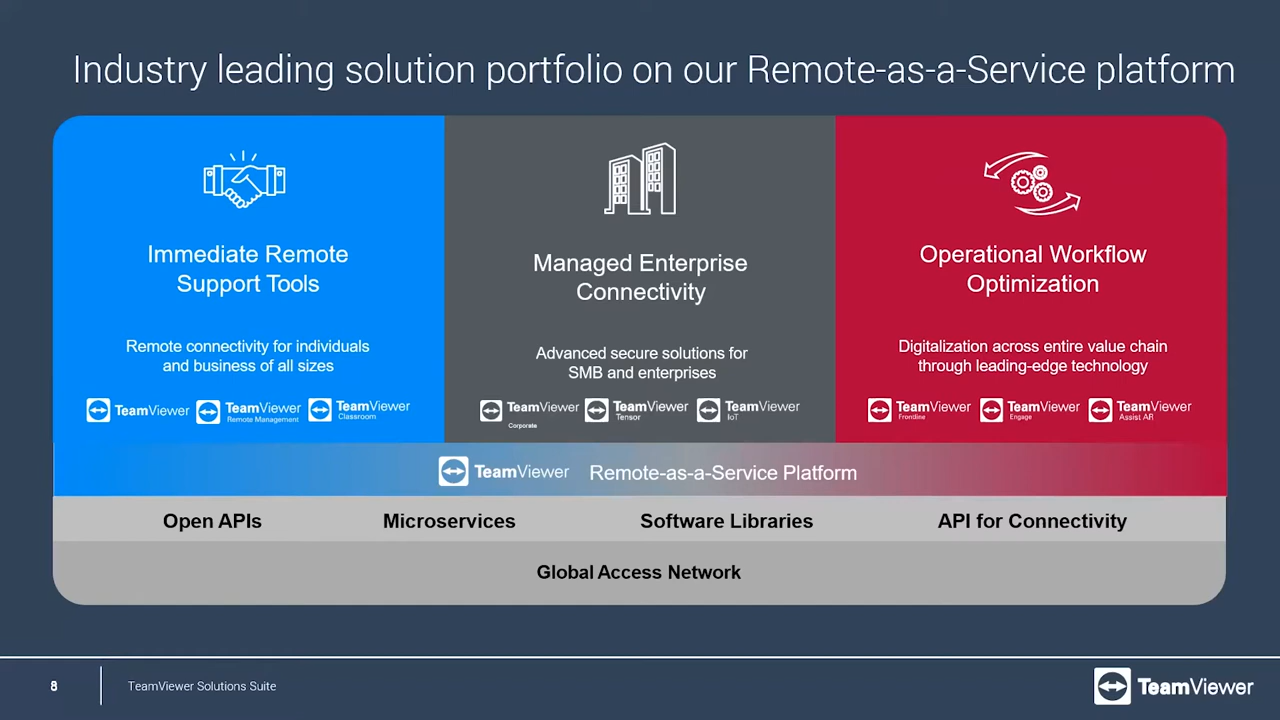 Industry leading solution portfolio on our Remote-as-a-Service platform
Immediate Remote
Support Tools
Remote connectivity for individuals
and business of all sizes
TeamViewer
TeamViewer
Remote Management
TeamViewer
Classroom
Managed Enterprise
Connectivity
Advanced secure solutions for
SMB and enterprises
TeamViewer
Corporate
TeamViewer
Tensor
TeamViewer
IoT
Operational Workflow
Optimization
Digitalization across entire value chain
through leading-edge technology
TeamViewer
Frontline
TeamViewer
Engage
TeamViewer
Assist AR
TeamViewer Remote-as-a-Service Platform
Open APIs Microservices Software Libraries API for Connectivity
Global Access Network
8 TeamViewer Solutions Suite TeamViewer